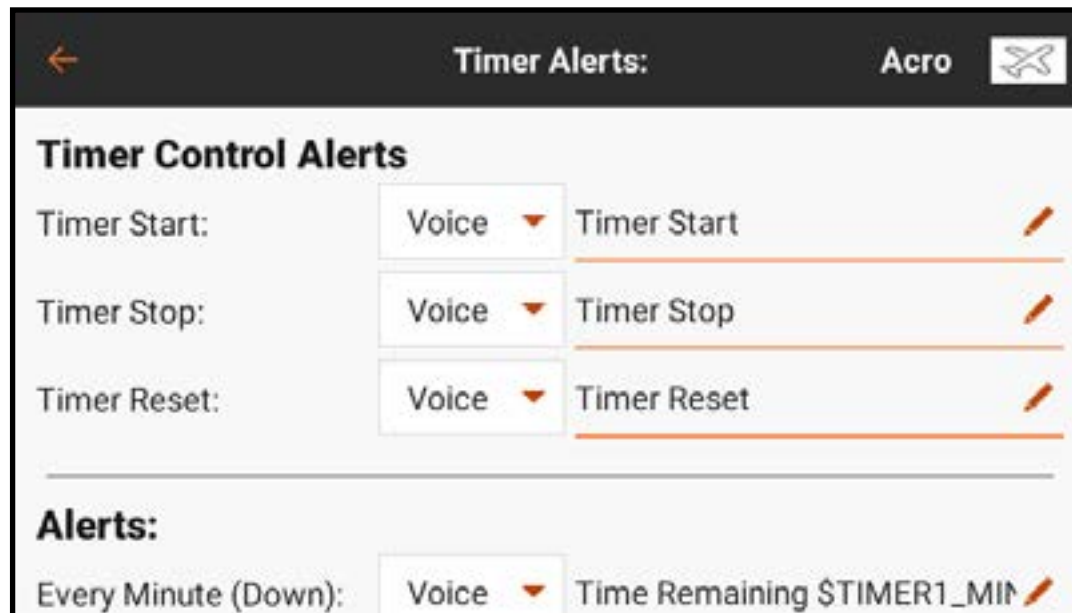 Timer Alerts: Acro
Timer Control Alerts
Timer Start: Voice Timer Start
Timer Stop: Voice Timer Stop
Timer Reset: Voice Timer Reset
Alerts:
Every Minute (Down): Voice Time Remaining $TIMER1_MIN